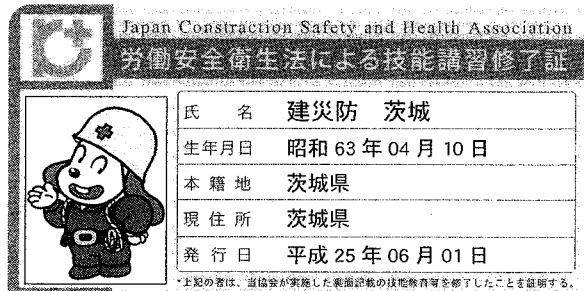 Japan Constraction Safety and Health Association
労働安全衛生法による技能講習修了証
氏 名 建災防 茨城
生年月日 昭和 63 年 04 月 10 日
本籍地 茨城県
現住所 茨城県
発行日 平成 25 年 06 月 01 日
*上記の者は、当協会が実施した裏面記載の技能教育等を修了したことを証明する。